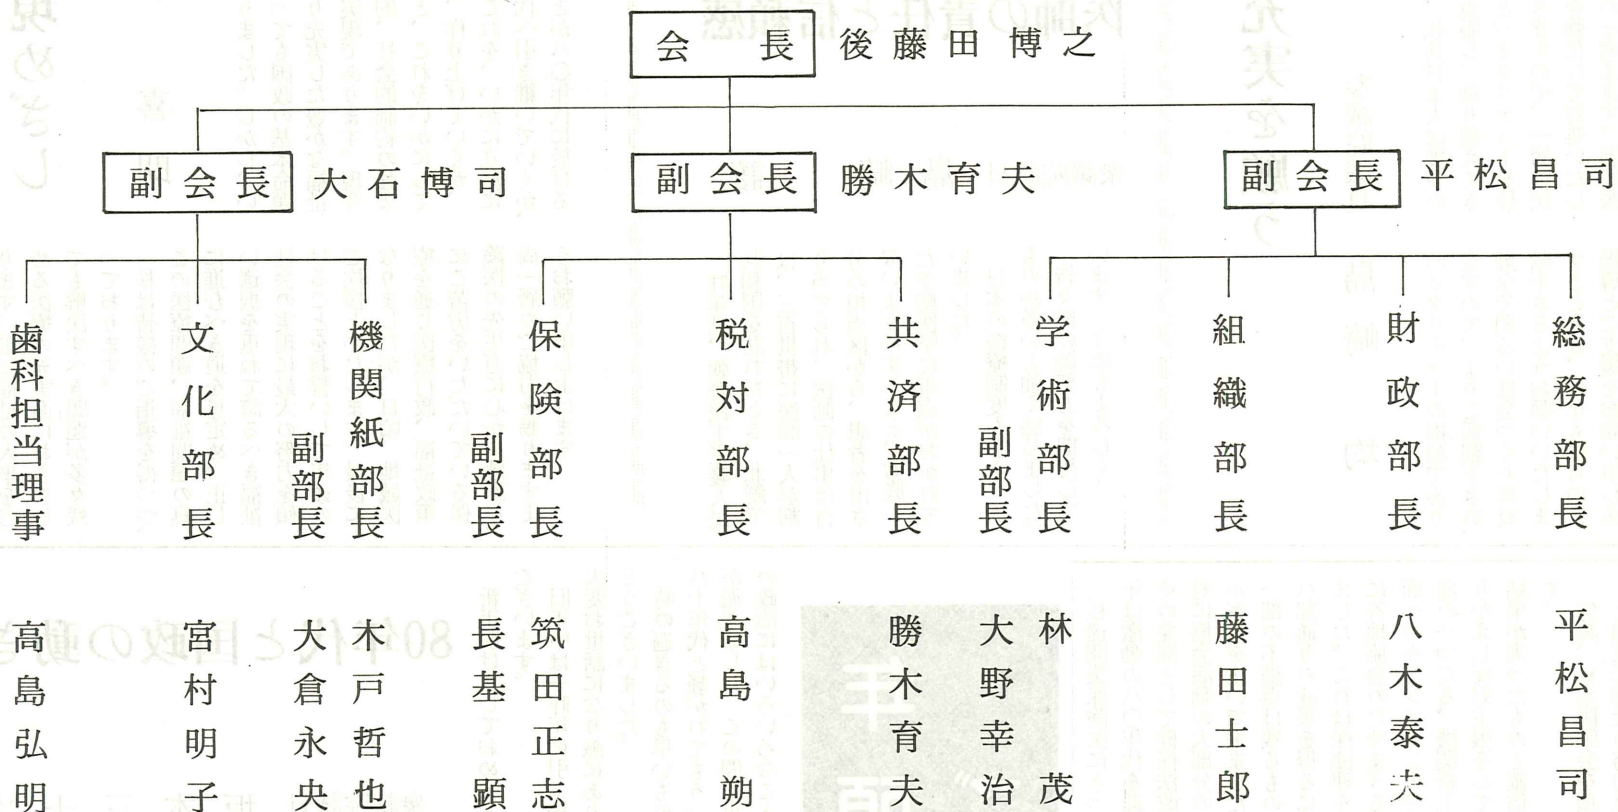 会長 後藤田博之
副会長 平松昌司
副会長 勝木育夫
副会長 大石博司
総務部長 平松昌司
財政部長 八木泰夫
組織部長 藤田士郎
学術部長 林茂
副部長 大野幸治
共済部長 勝木育夫
税対部長 高島朔
保険部長 筑田正志
副部長 長基顕
機関紙部長 木戸哲也
副部長 大倉永央
文化部長 宮村明子
歯科担当理事 高島弘明